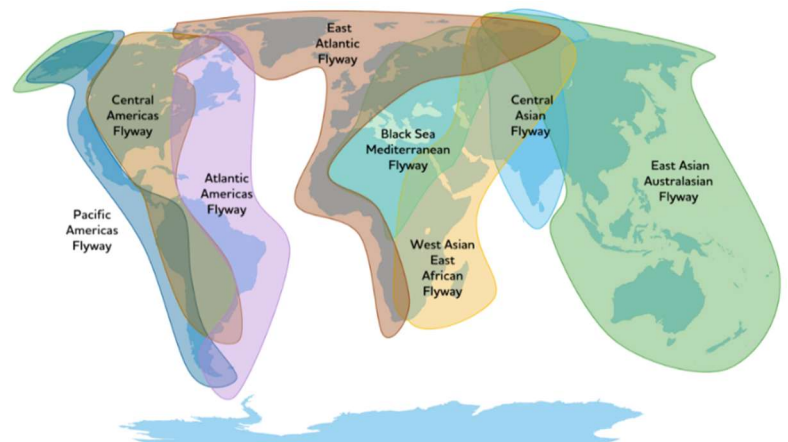 East
Atlantic
Flyway
Central
Americas
Flyway
Central
Asian
Flyway
Black Sea
Mediterranean
Flyway
East Asian
Australasian
Flyway
Atlantic
Americas
Flyway
Pacific
Americas
Flyway
West Asian
East
African
Flyway